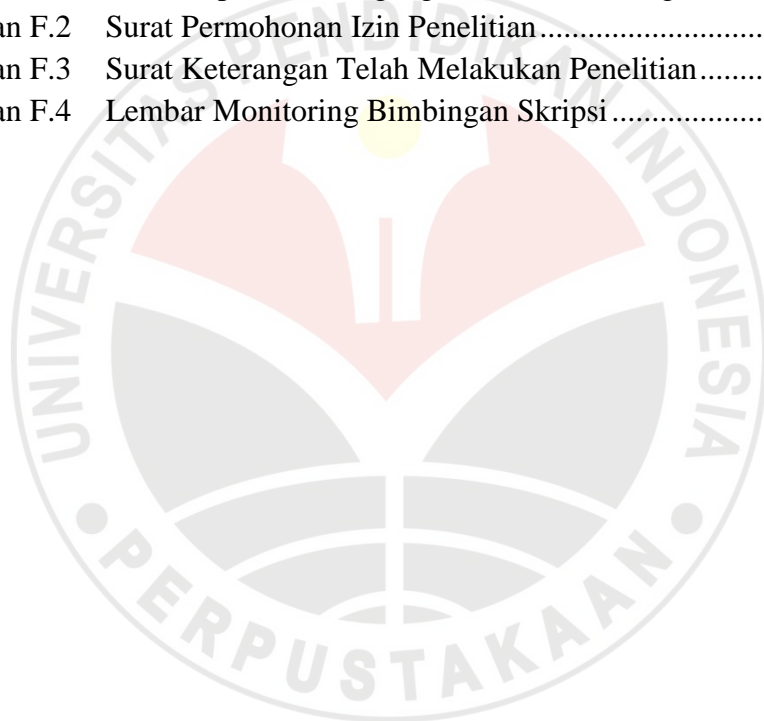 an F.2 Surat Permohonan Izin Penelitian..........................
an F.3 Surat Keterangan Telah Melakukan Penelitian........
an F.4 Lembar Monitoring Bimbingan Skripsi..................
UNIVERSITAS PENDIDIKAN INDONESIA
PERPUSTAKAAN